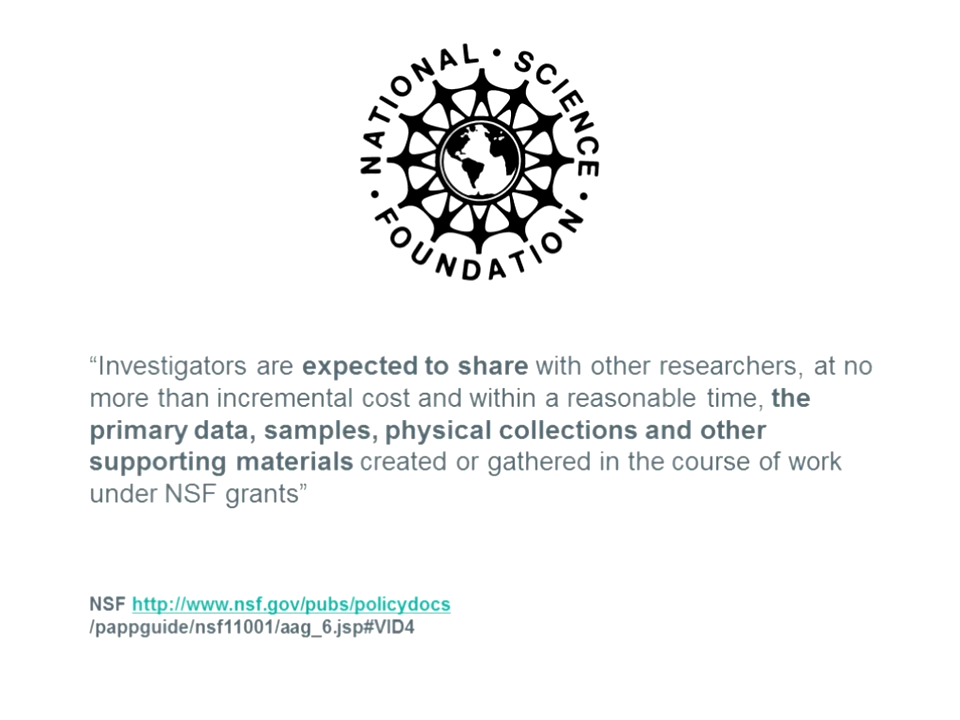 NATIONAL • SCIENCE • FOUNDATION •
“Investigators are expected to share with other researchers, at no
more than incremental cost and within a reasonable time, the
primary data, samples, physical collections and other
supporting materials created or gathered in the course of work
under NSF grants”
NSF http://www.nsf.gov/pubs/policydocs
/pappguide/nsf11001/aag_6.jsp#VID4